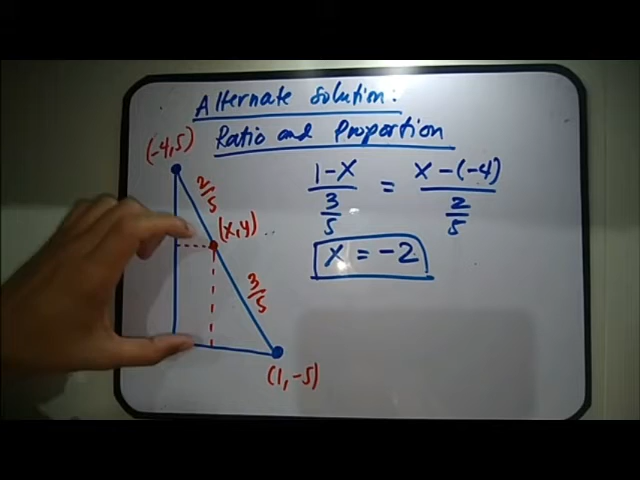 Alternate Solution:
Ratio and Proportion
(-4,5)
2/5
(x,y)
3/5
(1,-5)
1-x / 3/5 = x-(-4) / 2/5
x = -2